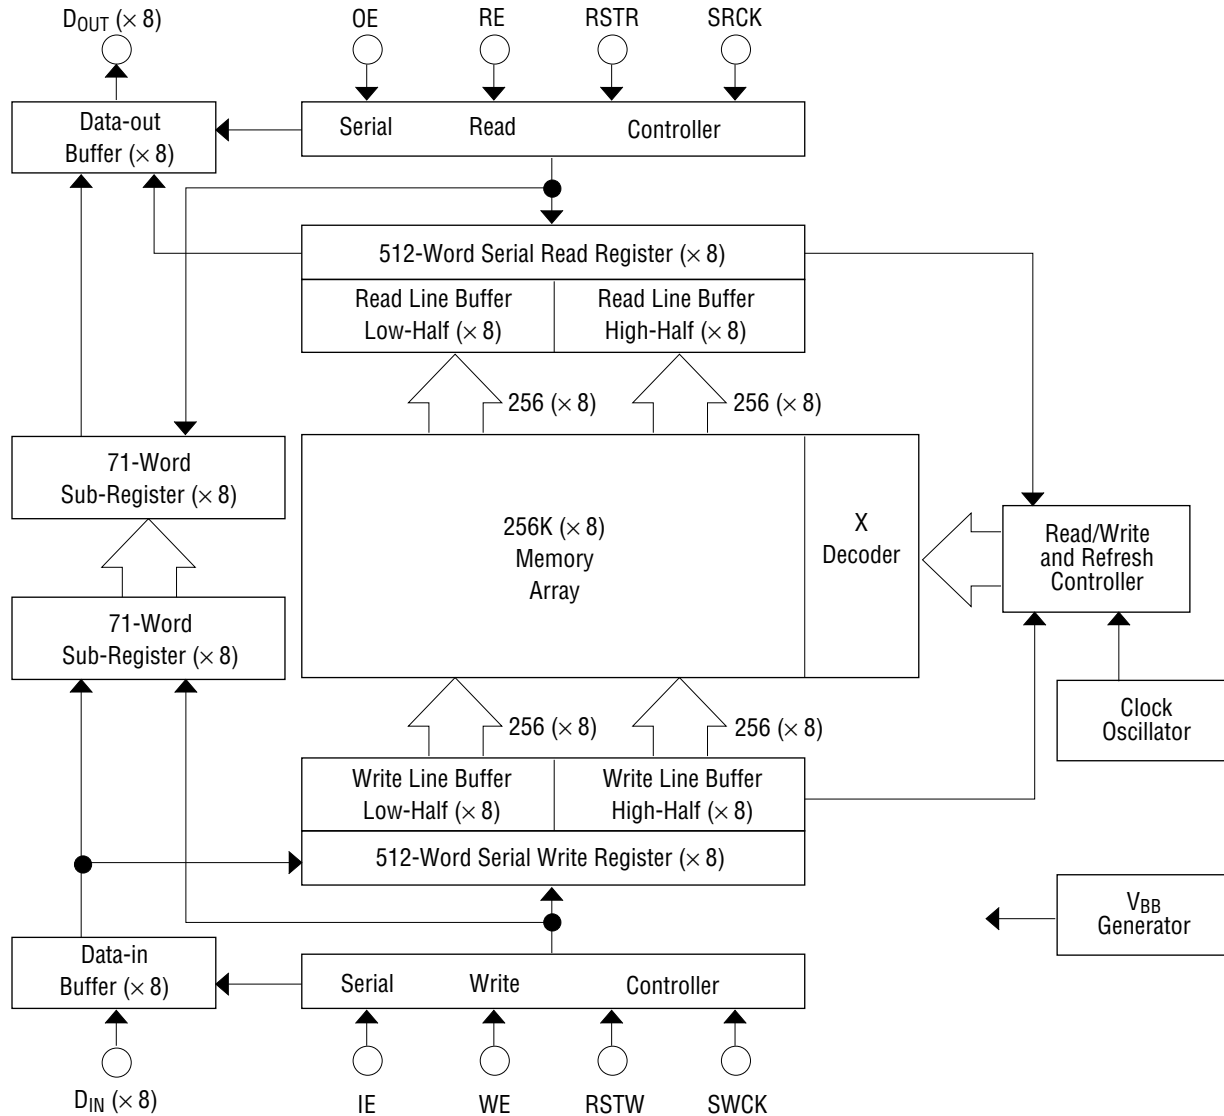 DOUT (× 8)
OE
RE
RSTR
SRCK
Data-out
Buffer (× 8)
Serial Read Controller
512-Word Serial Read Register (× 8)
Read Line Buffer
Low-Half (× 8)
Read Line Buffer
High-Half (× 8)
256 (× 8)
256 (× 8)
71-Word
Sub-Register (× 8)
256K (× 8)
Memory
Array
X
Decoder
Read/Write
and Refresh
Controller
71-Word
Sub-Register (× 8)
256 (× 8)
256 (× 8)
Clock
Oscillator
Write Line Buffer
Low-Half (× 8)
Write Line Buffer
High-Half (× 8)
512-Word Serial Write Register (× 8)
VBB
Generator
Data-in
Buffer (× 8)
Serial Write Controller
DIN (× 8)
IE
WE
RSTW
SWCK